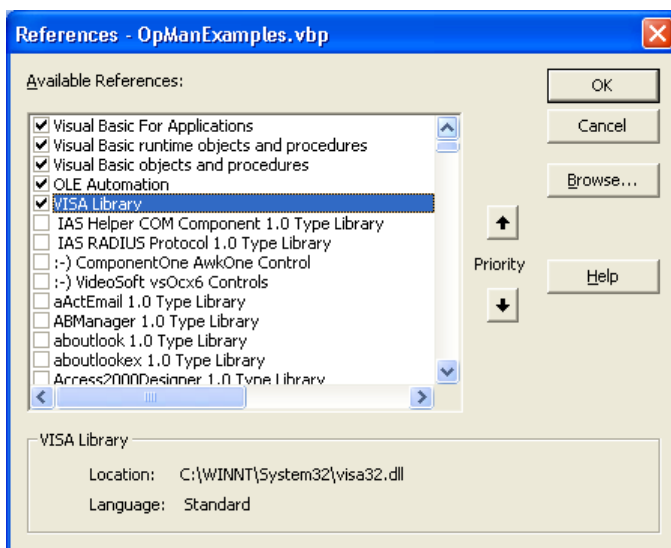 References - OpManExamples.vbp
Available References:
Visual Basic For Applications
Visual Basic runtime objects and procedures
Visual Basic objects and procedures
OLE Automation
VISA Library
IAS Helper COM Component 1.0 Type Library
IAS RADIUS Protocol 1.0 Type Library
:-) ComponentOne AwkOne Control
:-) VideoSoft vsOcx6 Controls
aActEmail 1.0 Type Library
ABManager 1.0 Type Library
aboutlook 1.0 Type Library
aboutlookex 1.0 Type Library
Access2000Designer 1.0 Type Library
OK
Cancel
Browse...
Priority
Help
VISA Library
Location: C:\WINNT\System32\visa32.dll
Language: Standard